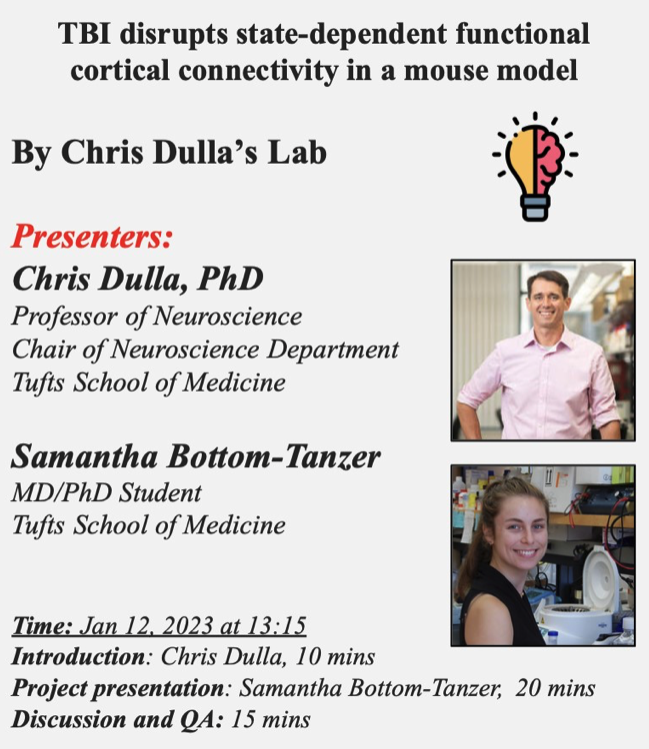 TBI disrupts state-dependent functional
cortical connectivity in a mouse model
By Chris Dulla’s Lab
Presenters:
Chris Dulla, PhD
Professor of Neuroscience
Chair of Neuroscience Department
Tufts School of Medicine
Samantha Bottom-Tanzer
MD/PhD Student
Tufts School of Medicine
Time: Jan 12, 2023 at 13:15
Introduction: Chris Dulla, 10 mins
Project presentation: Samantha Bottom-Tanzer, 20 mins
Discussion and QA: 15 mins